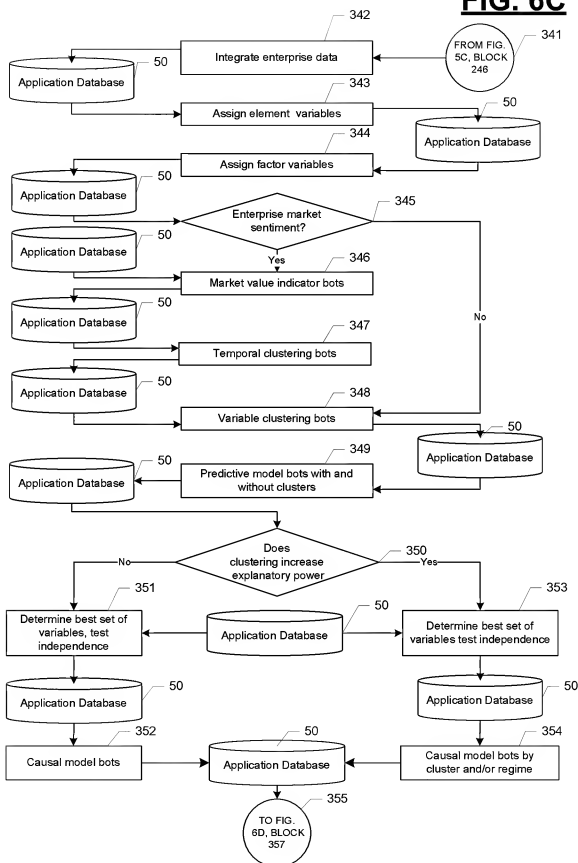 FIG. 6C
342
341
FROM FIG.
5C, BLOCK
246
Integrate enterprise data
50
Application Database
343
Assign element variables
50
Application Database
344
Assign factor variables
50
Application Database
Enterprise market
sentiment?
345
50
Application Database
Yes
346
Market value indicator bots
50
Application Database
No
347
Temporal clustering bots
50
Application Database
348
Variable clustering bots
50
Application Database
349
Predictive model bots with and
without clusters
50
Application Database
Does
clustering increase
explanatory power
350
No
Yes
351
353
Determine best set of
variables, test
independence
50
Application Database
Determine best set of
variables test independence
50
Application Database
50
Application Database
352
Causal model bots
50
Application Database
354
Causal model bots by
cluster and/or regime
355
TO FIG.
6D, BLOCK
357